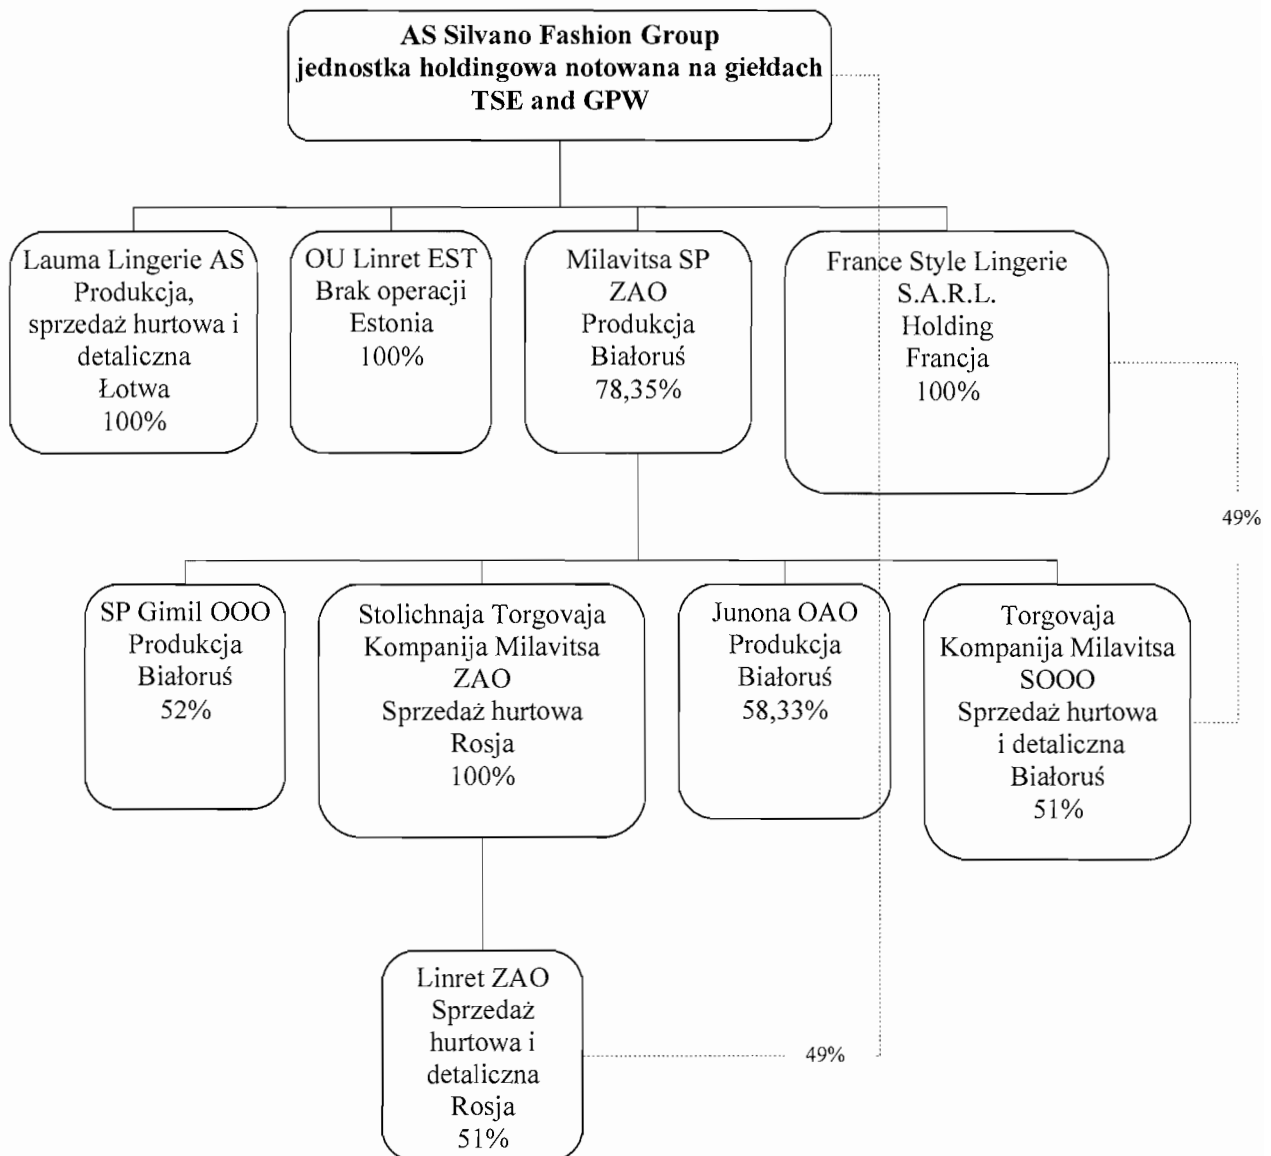 AS Silvano Fashion Group
jednostka holdingowa notowana na giełdach
TSE and GPW
Lauma Lingerie AS
Produkcja,
sprzedaż hurtowa i
detaliczna
Łotwa
100%
OU Linret EST
Brak operacji
Estonia
100%
Milavitsa SP
ZAO
Produkcja
Białoruś
78,35%
France Style Lingerie
S.A.R.L.
Holding
Francja
100%
49%
SP Gimil OOO
Produkcja
Białoruś
52%
Stolichnaja Torgovaja
Kompanija Milavitsa
ZAO
Sprzedaż hurtowa
Rosja
100%
Junona OAO
Produkcja
Białoruś
58,33%
Torgovaja
Kompanija Milavitsa
SOOO
Sprzedaż hurtowa
i detaliczna
Białoruś
51%
Linret ZAO
Sprzedaż
hurtowa i
detaliczna
Rosja
51%
49%